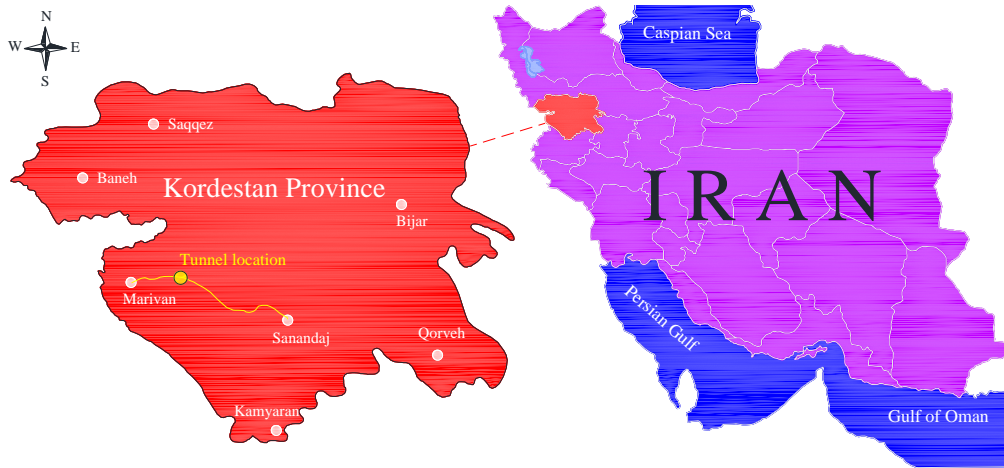 N
W
E
S
Saqqez
Baneh
Kordestan Province
Bijar
Tunnel location
Marivan
Sanandaj
Qorveh
Kamyaran
Caspian Sea
IRAN
Persian Gulf
Gulf of Oman